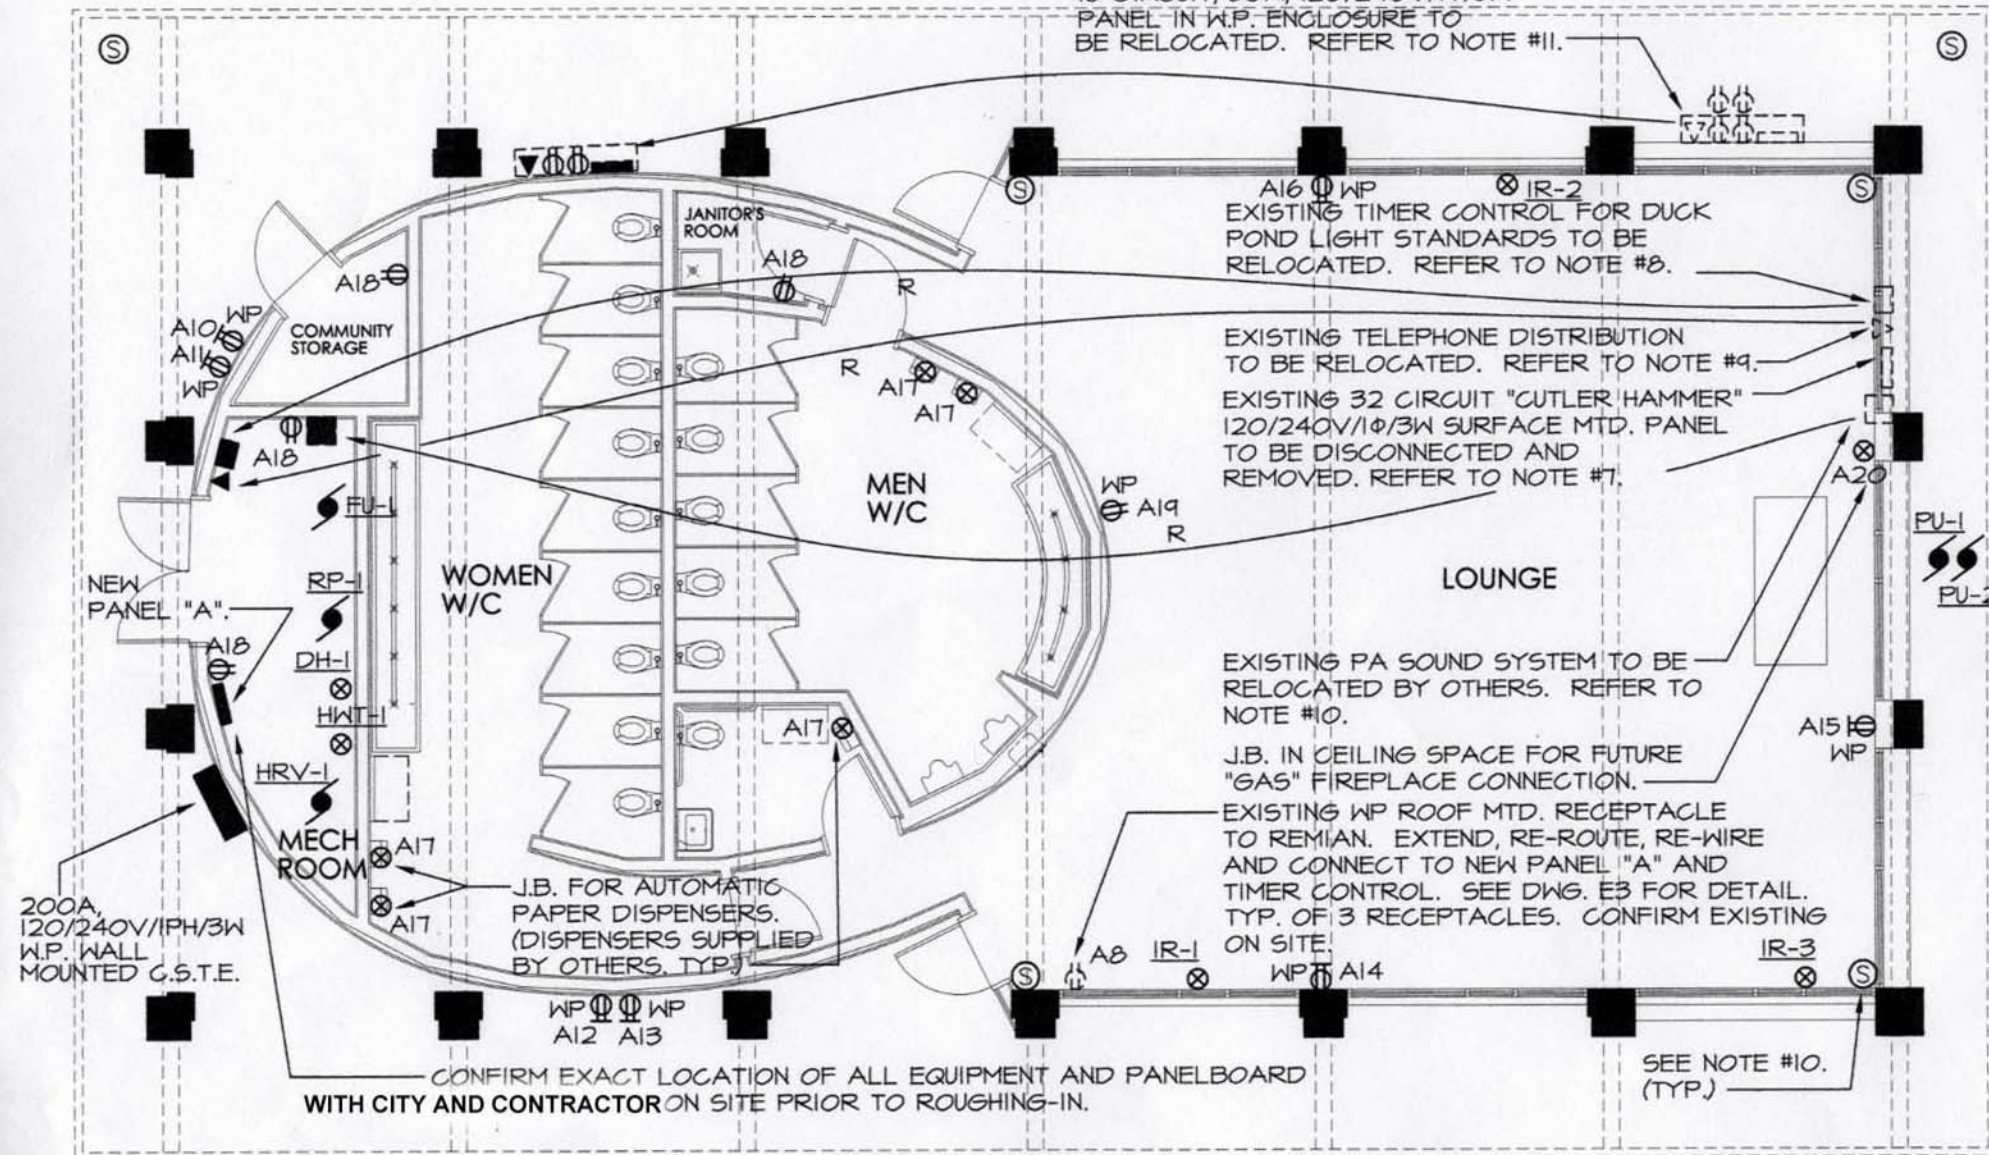 PANEL IN W.P. ENCLOSURE TO
BE RELOCATED. REFER TO NOTE #11.
S
S
S
S
A16
WP
IR-2
EXISTING TIMER CONTROL FOR DUCK
POND LIGHT STANDARDS TO BE
RELOCATED. REFER TO NOTE #8.
JANITOR'S
ROOM
A18
R
A18
COMMUNITY
STORAGE
A10
WP
A11
WP
EXISTING TELEPHONE DISTRIBUTION
TO BE RELOCATED. REFER TO NOTE #9.
R
A17
A17
EXISTING 32 CIRCUIT "CUTLER HAMMER"
120/240V/1Φ/3W SURFACE MTD. PANEL
TO BE DISCONNECTED AND
REMOVED. REFER TO NOTE #7.
A18
A20
MEN
W/C
WP
A19
R
FU-1
PU-1
PU-2
NEW
PANEL "A".
RP-1
WOMEN
W/C
LOUNGE
A18
DH-1
HWT-1
EXISTING PA SOUND SYSTEM TO BE
RELOCATED BY OTHERS. REFER TO
NOTE #10.
A17
A15
WP
J.B. IN CEILING SPACE FOR FUTURE
"GAS" FIREPLACE CONNECTION.
HRV-1
MECH
ROOM
EXISTING WP ROOF MTD. RECEPTACLE
TO REMIAN. EXTEND, RE-ROUTE, RE-WIRE
AND CONNECT TO NEW PANEL "A" AND
TIMER CONTROL. SEE DWG. E3 FOR DETAIL.
TYP. OF 3 RECEPTACLES. CONFIRM EXISTING
ON SITE.
A17
A17
J.B. FOR AUTOMATIC
PAPER DISPENSERS.
(DISPENSERS SUPPLIED
BY OTHERS. TYP.)
200A,
120/240V/1PH/3W
W.P. WALL
MOUNTED C.S.T.E.
S
A8
IR-1
WP
A14
IR-3
S
WP
WP
A12
A13
SEE NOTE #10.
(TYP.)
CONFIRM EXACT LOCATION OF ALL EQUIPMENT AND PANELBOARD
WITH CITY AND CONTRACTOR ON SITE PRIOR TO ROUGHING-IN.